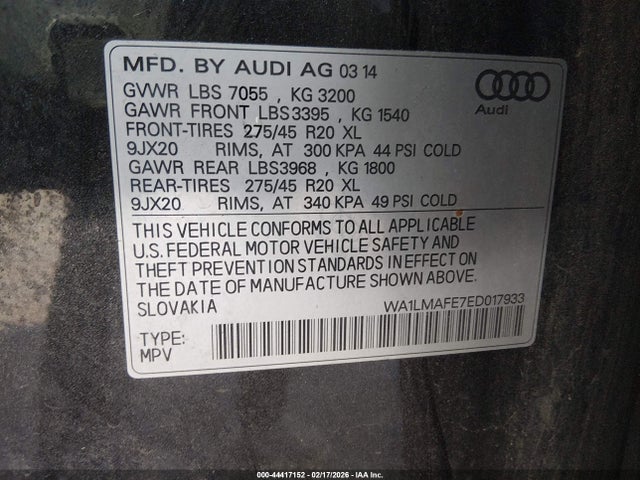 MFD. BY AUDI AG 03 14
GVWR LBS 7055 , KG 3200
GAWR FRONT LBS3395 , KG 1540
FRONT-TIRES 275/45 R20 XL
9JX20 RIMS, AT 300 KPA 44 PSI COLD
GAWR REAR LBS3968 , KG 1800
REAR-TIRES 275/45 R20 XL
9JX20 RIMS, AT 340 KPA 49 PSI COLD
Audi
THIS VEHICLE CONFORMS TO ALL APPLICABLE
U.S. FEDERAL MOTOR VEHICLE SAFETY AND
THEFT PREVENTION STANDARDS IN EFFECT ON
THE DATE OF MANUFACTURE SHOWN ABOVE.
SLOVAKIA
WA1LMAFE7ED017933
TYPE:
MPV
000-44417152 - 02/17/2026 - IAA Inc.